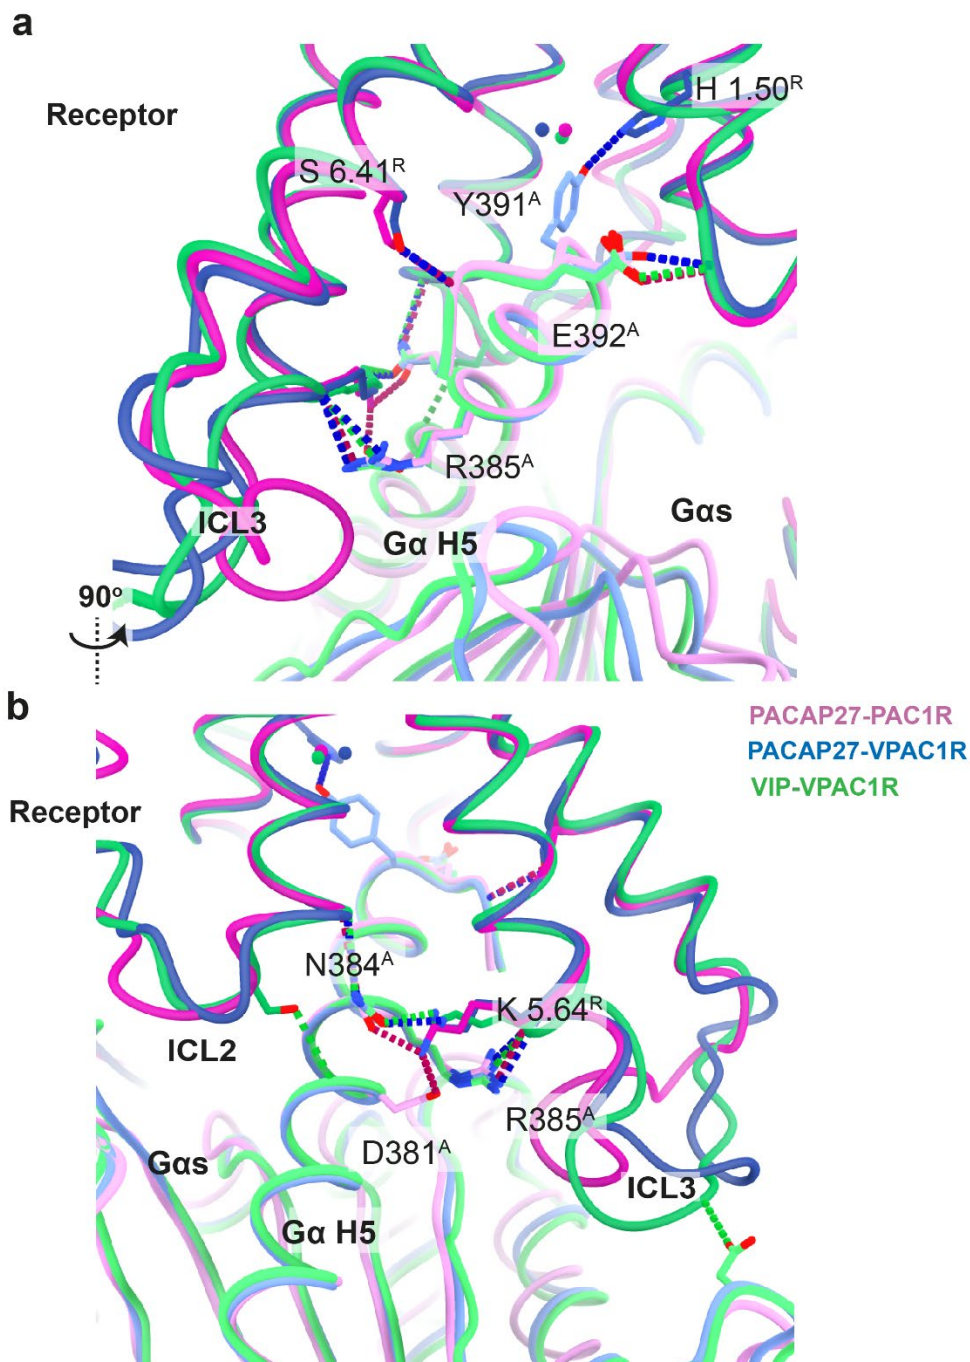 a
Receptor
H 1.50ᴿ
S 6.41ᴿ
Y391ᴬ
E392ᴬ
R385ᴬ
Gαs
ICL3
Gα H5
90º
b
PACAP27-PAC1R
PACAP27-VPAC1R
VIP-VPAC1R
Receptor
N384ᴬ
K 5.64ᴿ
ICL2
R385ᴬ
D381ᴬ
Gαs
ICL3
Gα H5